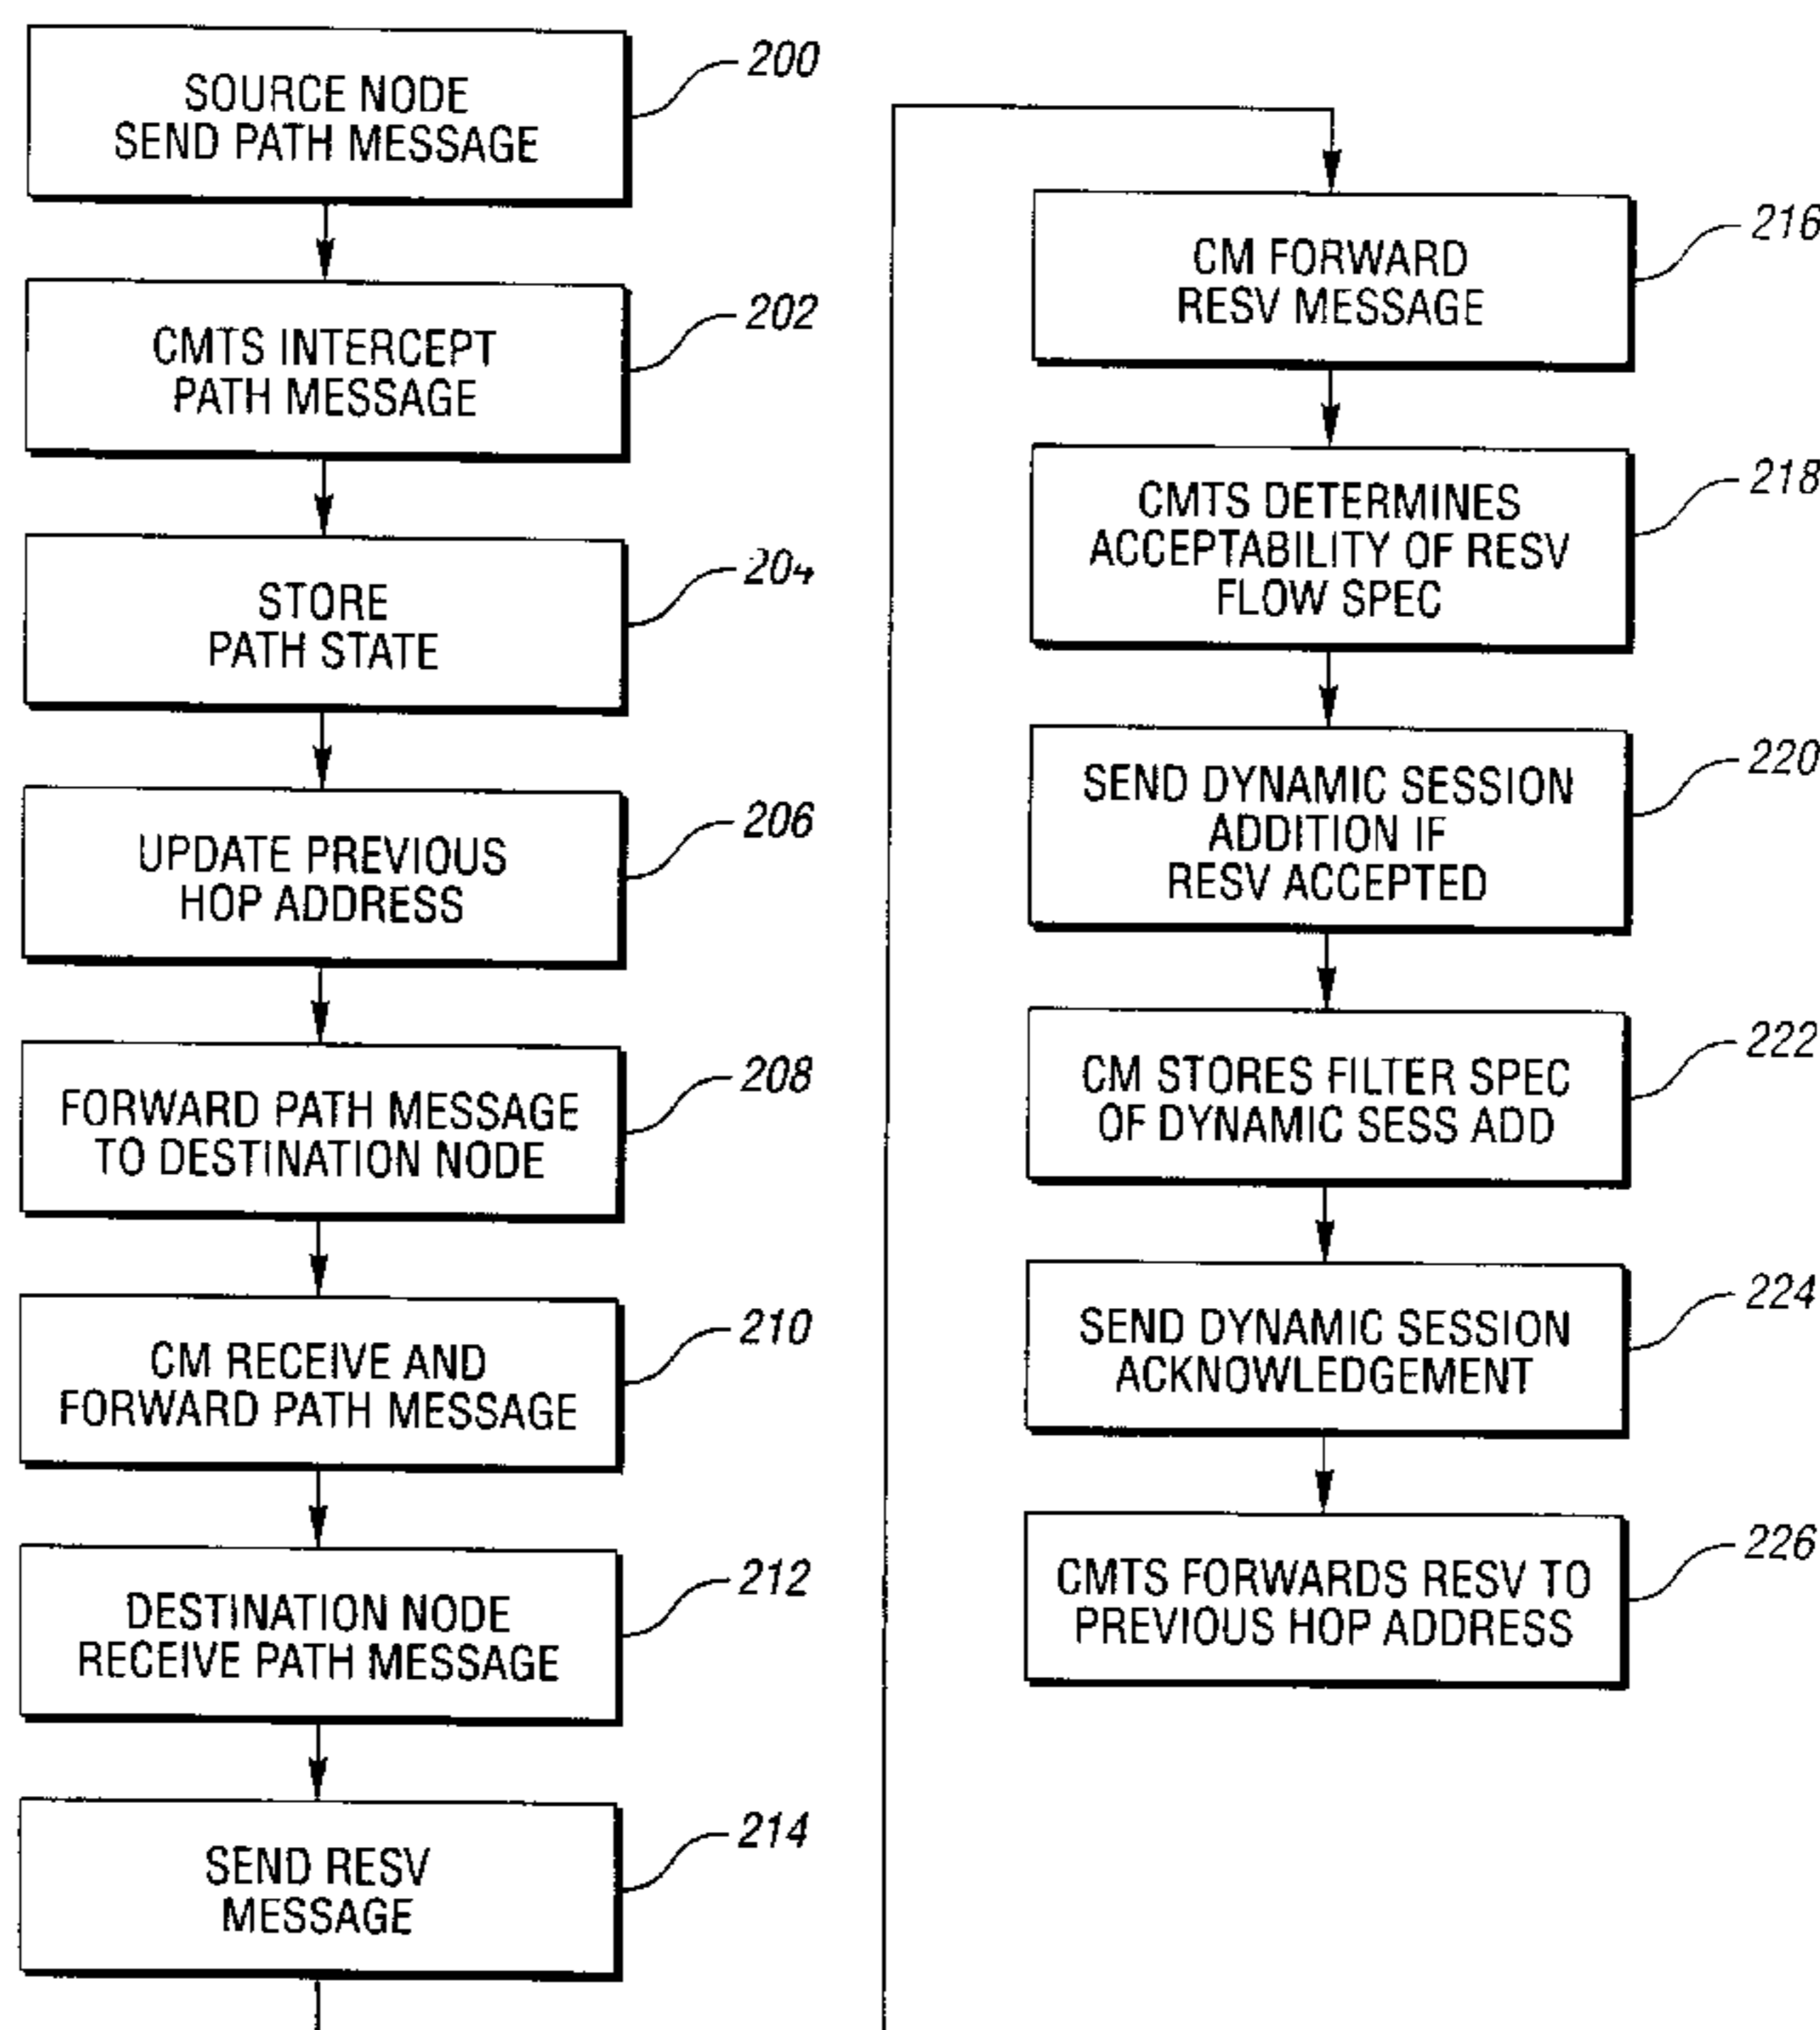 SOURCE NODE
SEND PATH MESSAGE
200
CMTS INTERCEPT
PATH MESSAGE
202
STORE
PATH STATE
204
UPDATE PREVIOUS
HOP ADDRESS
206
FORWARD PATH MESSAGE
TO DESTINATION NODE
208
CM RECEIVE AND
FORWARD PATH MESSAGE
210
DESTINATION NODE
RECEIVE PATH MESSAGE
212
SEND RESV
MESSAGE
214
CM FORWARD
RESV MESSAGE
216
CMTS DETERMINES
ACCEPTABILITY OF RESV
FLOW SPEC
218
SEND DYNAMIC SESSION
ADDITION IF
RESV ACCEPTED
220
CM STORES FILTER SPEC
OF DYNAMIC SESS ADD
222
SEND DYNAMIC SESSION
ACKNOWLEDGEMENT
224
CMTS FORWARDS RESV TO
PREVIOUS HOP ADDRESS
226